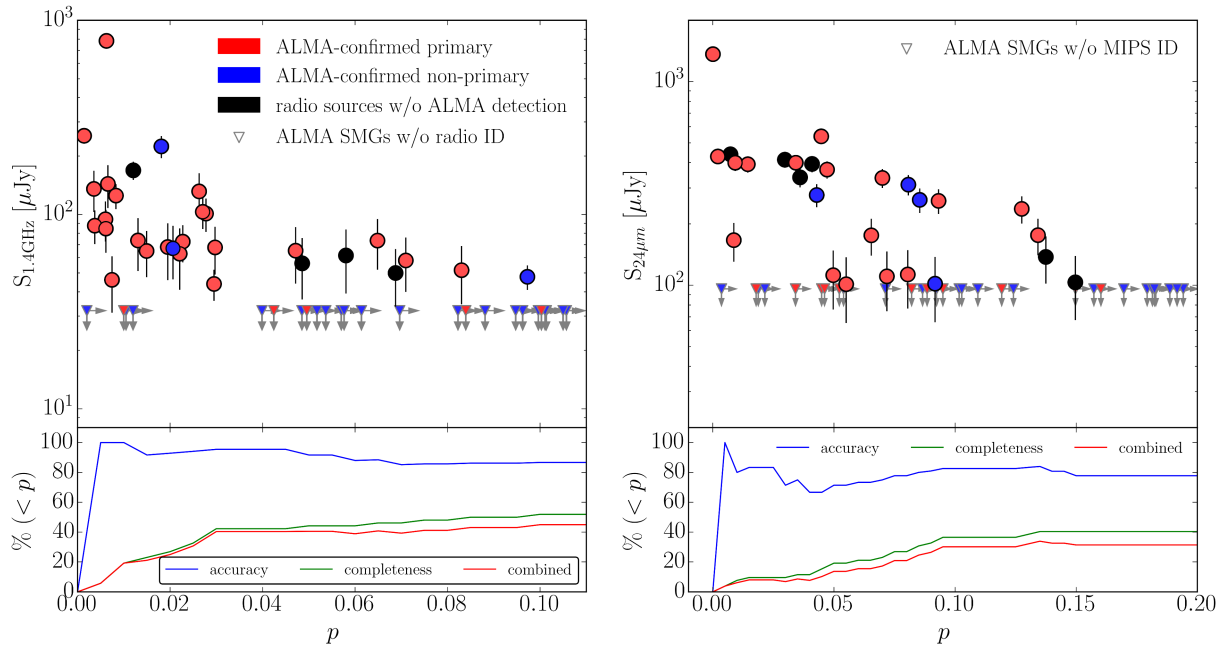 10³
10²
10¹
S₁.₄GHz [μJy]
ALMA-confirmed primary
ALMA-confirmed non-primary
radio sources w/o ALMA detection
ALMA SMGs w/o radio ID
100
80
60
40
20
0
% (< p)
accuracy completeness combined
0.00 0.02 0.04 0.06 0.08 0.10
p
10³
10²
S₂₄μm [μJy]
ALMA SMGs w/o MIPS ID
100
80
60
40
20
0
% (< p)
accuracy completeness combined
0.00 0.05 0.10 0.15 0.20
p